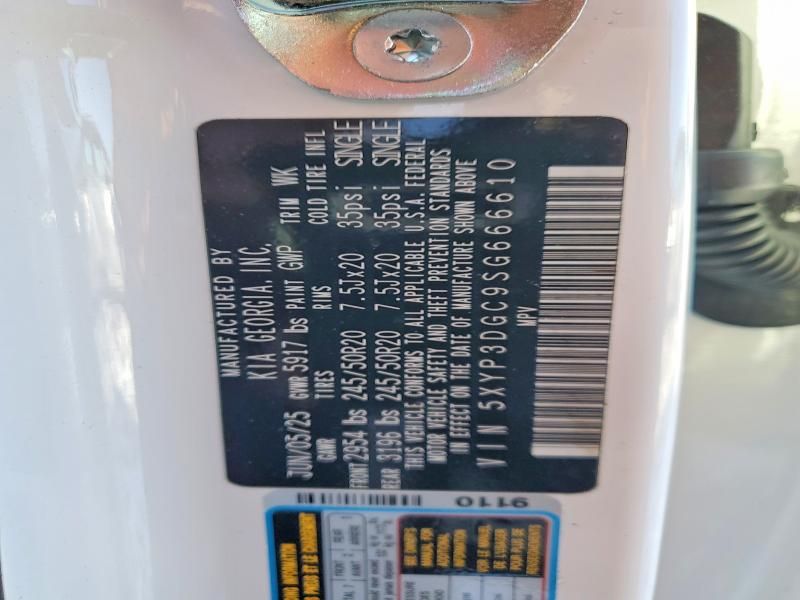 MANUFACTURED BY
KIA GEORGIA, INC.
JUN/05/25 GVWR 5917 lbs PAINT GWP TRIM WK
GAWR TIRES RIMS COLD TIRE INFL
FRONT 2954 lbs 245/50R20 7.5Jx20 35psi SINGLE
REAR 3196 lbs 245/50R20 7.5Jx20 35psi SINGLE
THIS VEHICLE CONFORMS TO ALL APPLICABLE U.S.A. FEDERAL
MOTOR VEHICLE SAFETY AND THEFT PREVENTION STANDARDS
IN EFFECT ON THE DATE OF MANUFACTURE SHOWN ABOVE
VIN 5XYP3DGC9SG666610
MPV
9110